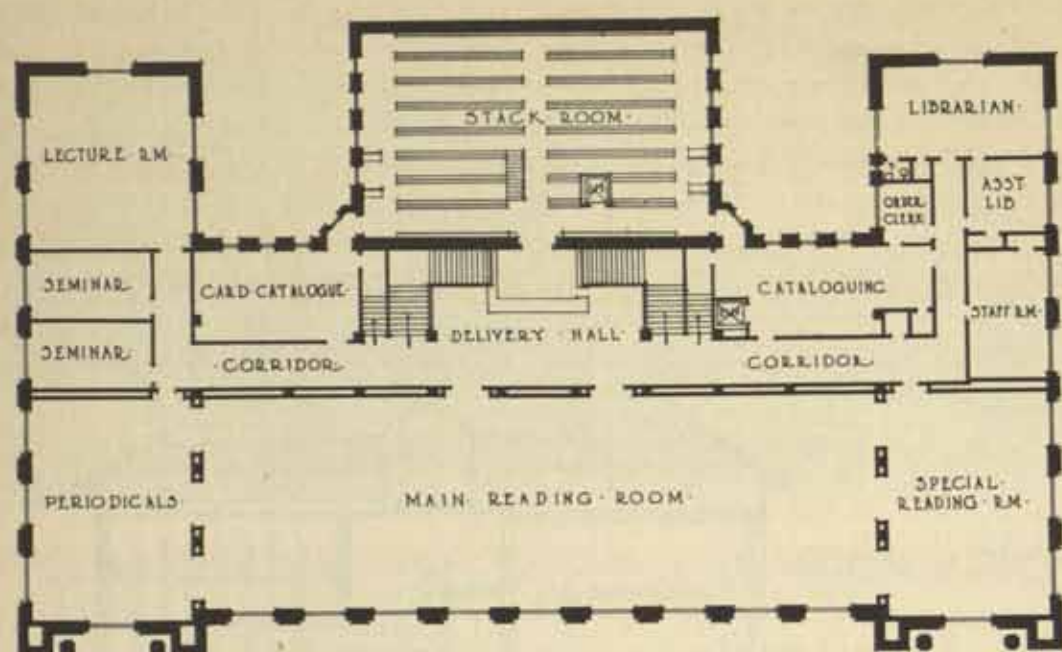 STACK ROOM
LIBRARIAN
LECTURE RM
ASST
LIB
ORDER
CLERK
SEMINAR
CARD CATALOGUE
CATALOGUING
STAFF RM
DELIVERY HALL
SEMINAR
CORRIDOR
CORRIDOR
PERIODICALS
MAIN READING ROOM
SPECIAL
READING RM